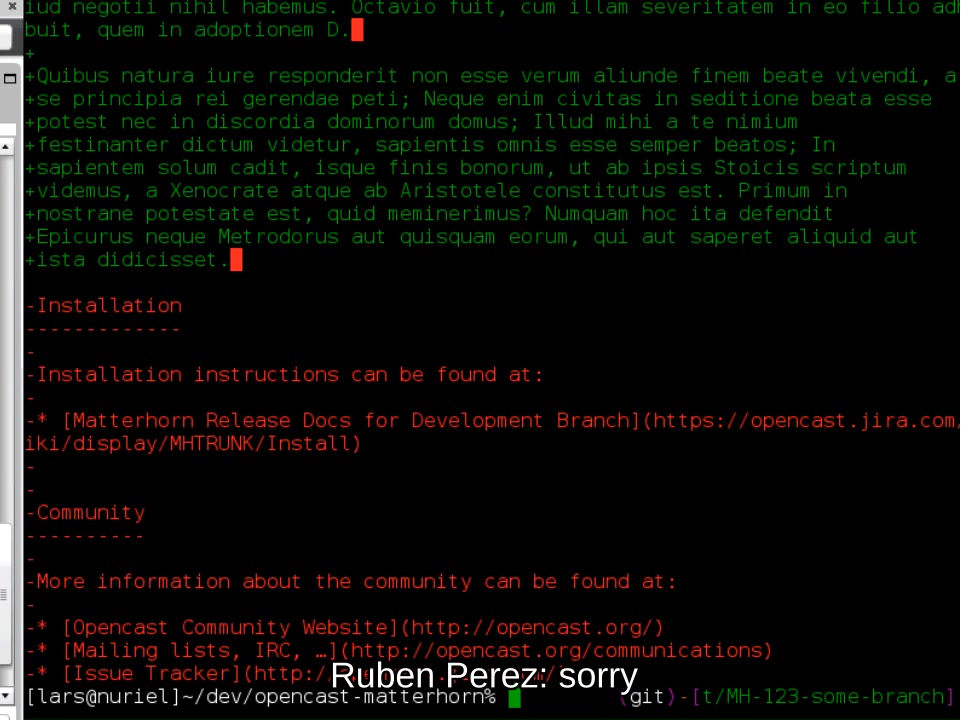 iud negotii nihil habemus. Octavio fuit, cum illam severitatem in eo filio adh
buit, quem in adoptionem D.
+
+Quibus natura iure responderit non esse verum aliunde finem beate vivendi, a
+se principia rei gerendae peti; Neque enim civitas in seditione beata esse
+potest nec in discordia dominorum domus; Illud mihi a te nimium
+festinanter dictum videtur, sapientis omnis esse semper beatos; In
+sapientem solum cadit, isque finis bonorum, ut ab ipsis Stoicis scriptum
+videmus, a Xenocrate atque ab Aristotele constitutus est. Primum in
+nostrane potestate est, quid meminerimus? Numquam hoc ita defendit
+Epicurus neque Metrodorus aut quisquam eorum, qui aut saperet aliquid aut
+ista didicisset.
-Installation
-------------
-
-Installation instructions can be found at:
-
-* [Matterhorn Release Docs for Development Branch](https://opencast.jira.com/
iki/display/MHTRUNK/Install)
-
-
-Community
----------
-
-More information about the community can be found at:
-
-* [Opencast Community Website](http://opencast.org/)
-* [Mailing lists, IRC, …](http://opencast.org/communications)
-* [Issue Tracker](http:/
Ruben Perez: sorry
[lars@nuriel]~/dev/opencast-matterhorn% (git)-[t/MH-123-some-branch]